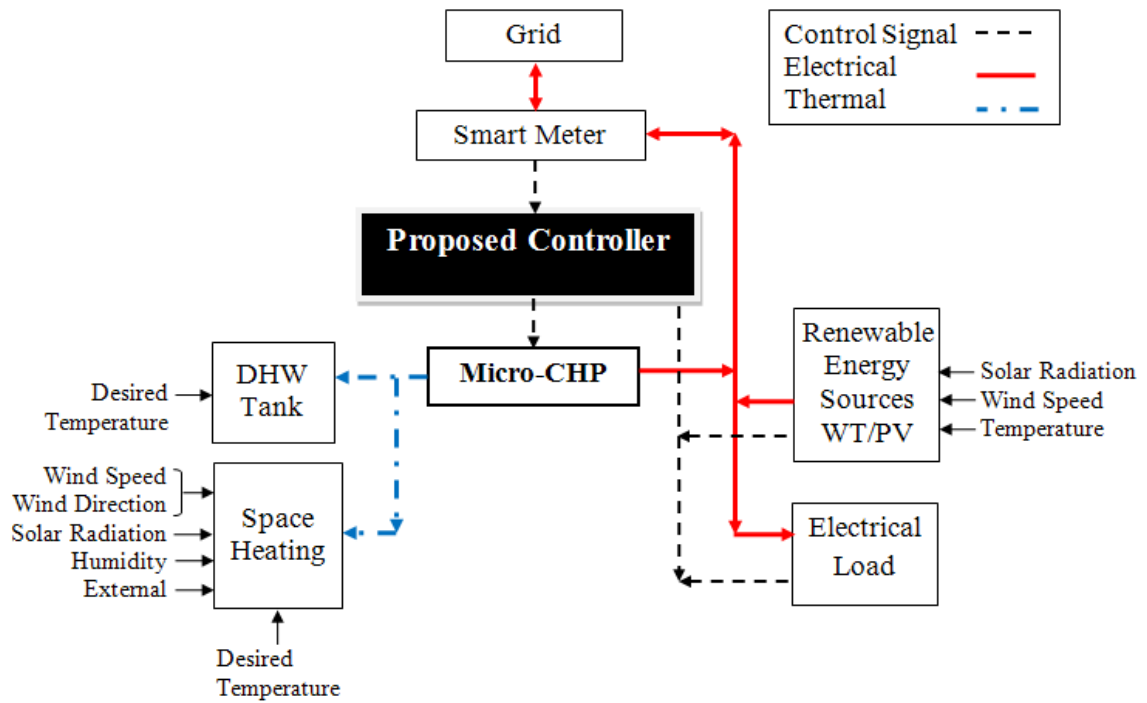 Grid
Control Signal
Electrical
Thermal
Smart Meter
Proposed Controller
Micro-CHP
Renewable
Energy
Sources
WT/PV
Solar Radiation
Wind Speed
Temperature
DHW
Tank
Desired
Temperature
Wind Speed
Wind Direction
Solar Radiation
Humidity
External
Space
Heating
Electrical
Load
Desired
Temperature